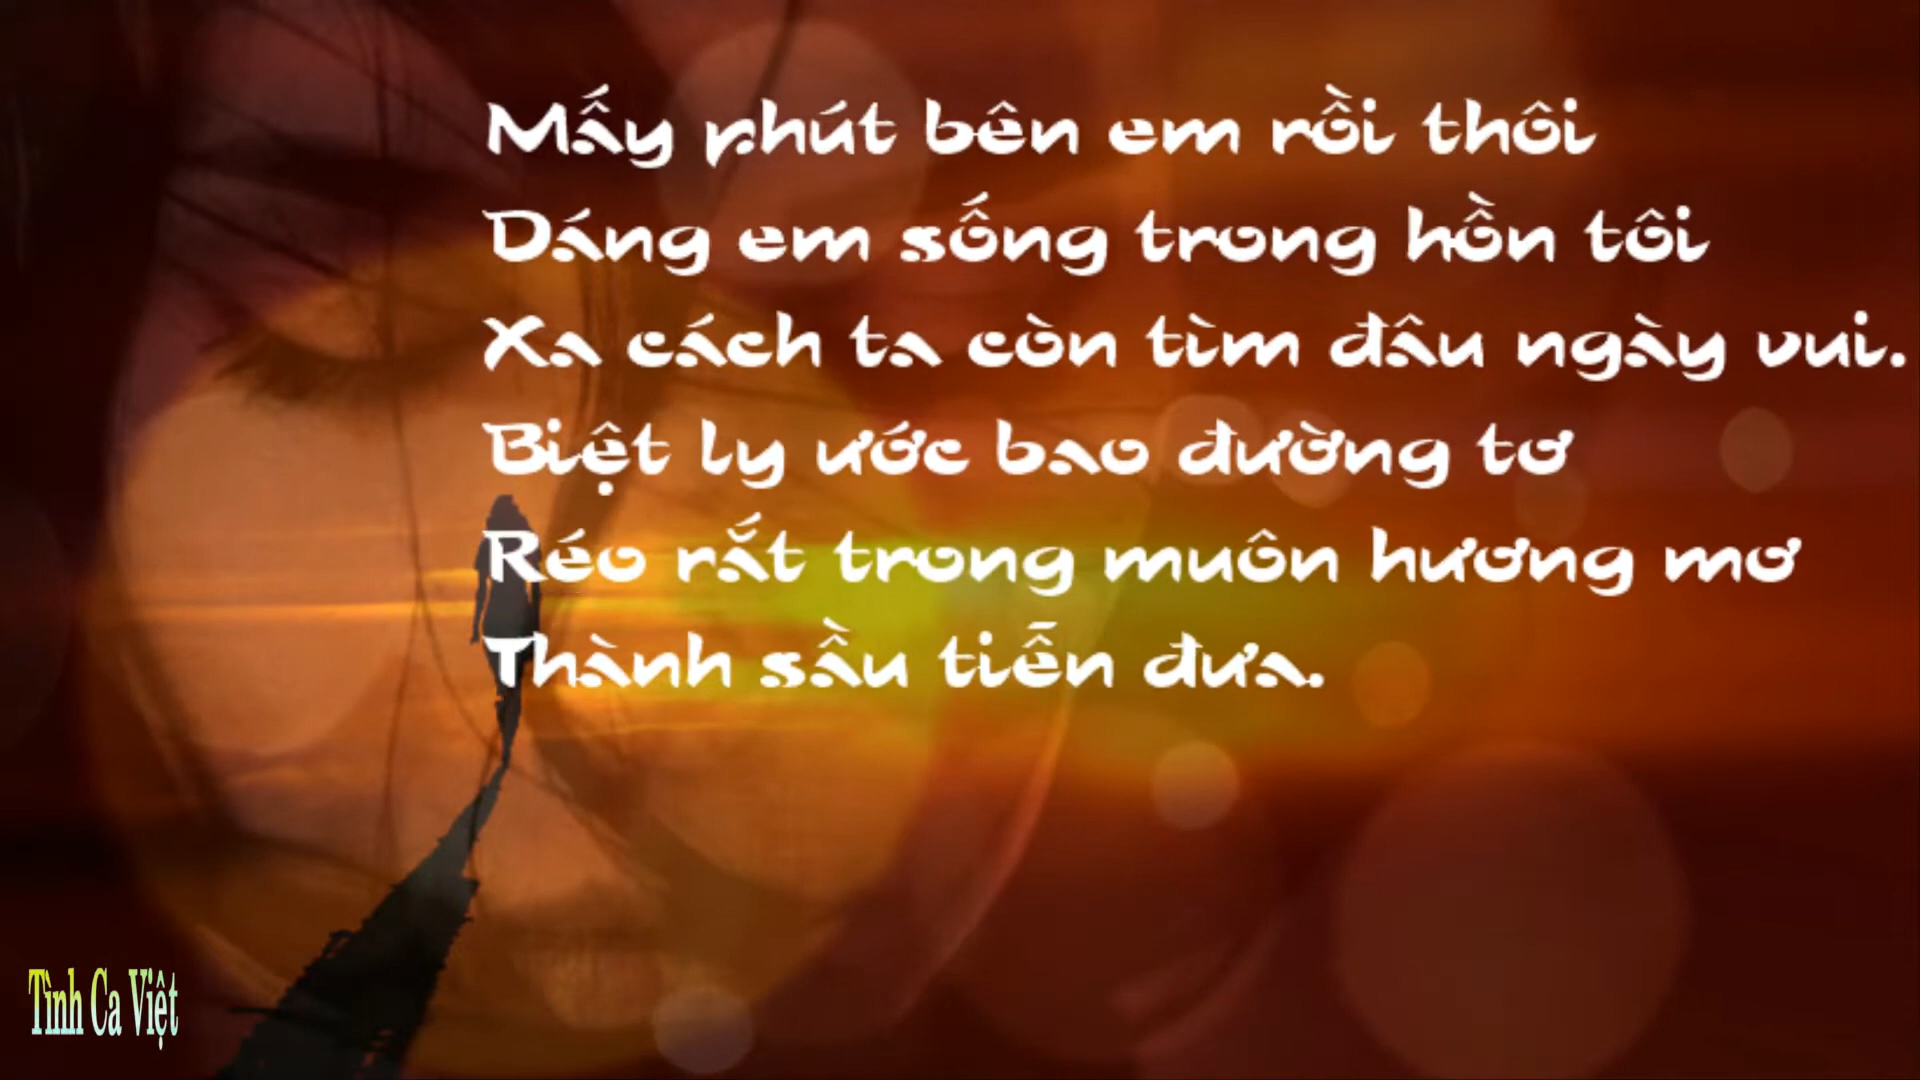 Mấy phút bên em rồi thôi
Dáng em sống trong hồn tôi
Xa cách ta còn tìm đâu ngày vui.
Biệt ly ước bao đường tơ
Réo rắt trong muôn hương mơ
Thành sầu tiễn đưa.
Tình Ca Việt